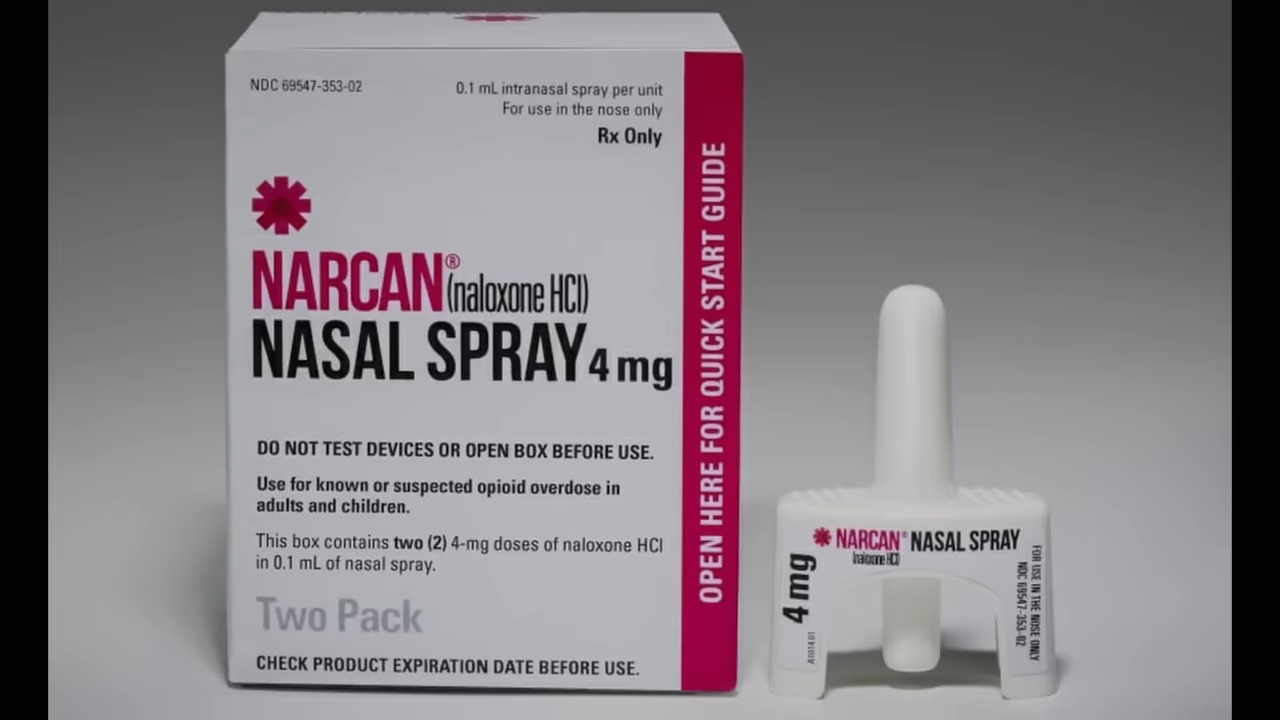 NDC 69547-353-02
0.1 mL intranasal spray per unit
For use in the nose only
Rx Only
NARCAN® (naloxone HCl)
NASAL SPRAY 4 mg
DO NOT TEST DEVICES OR OPEN BOX BEFORE USE.
Use for known or suspected opioid overdose in
adults and children.
This box contains two (2) 4-mg doses of naloxone HCl
in 0.1 mL of nasal spray.
Two Pack
CHECK PRODUCT EXPIRATION DATE BEFORE USE.
OPEN HERE FOR QUICK START GUIDE
NARCAN® NASAL SPRAY
(naloxone HCl)
4 mg
FOR USE IN THE NOSE ONLY
NDC 69547-353-02